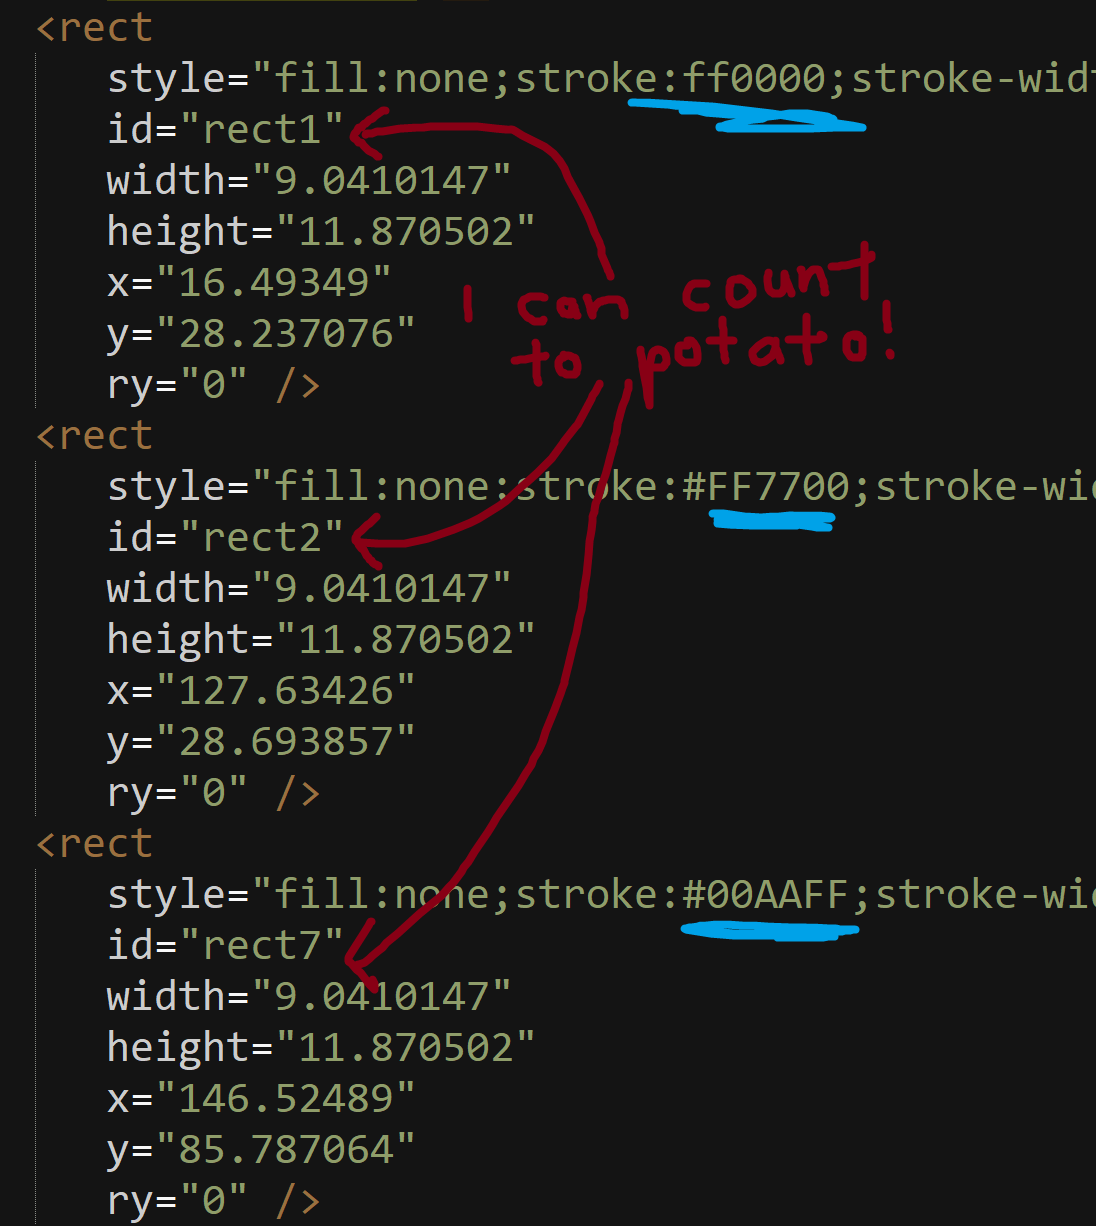 <rect
style="fill:none;stroke:ff0000;stroke-widt
id="rect1"
width="9.0410147"
height="11.870502"
x="16.49349"
y="28.237076"
ry="0" />
I can count
to potato!
<rect
style="fill:none;stroke:#FF7700;stroke-wid
id="rect2"
width="9.0410147"
height="11.870502"
x="127.63426"
y="28.693857"
ry="0" />
<rect
style="fill:none;stroke:#00AAFF;stroke-wid
id="rect7"
width="9.0410147"
height="11.870502"
x="146.52489"
y="85.787064"
ry="0" />